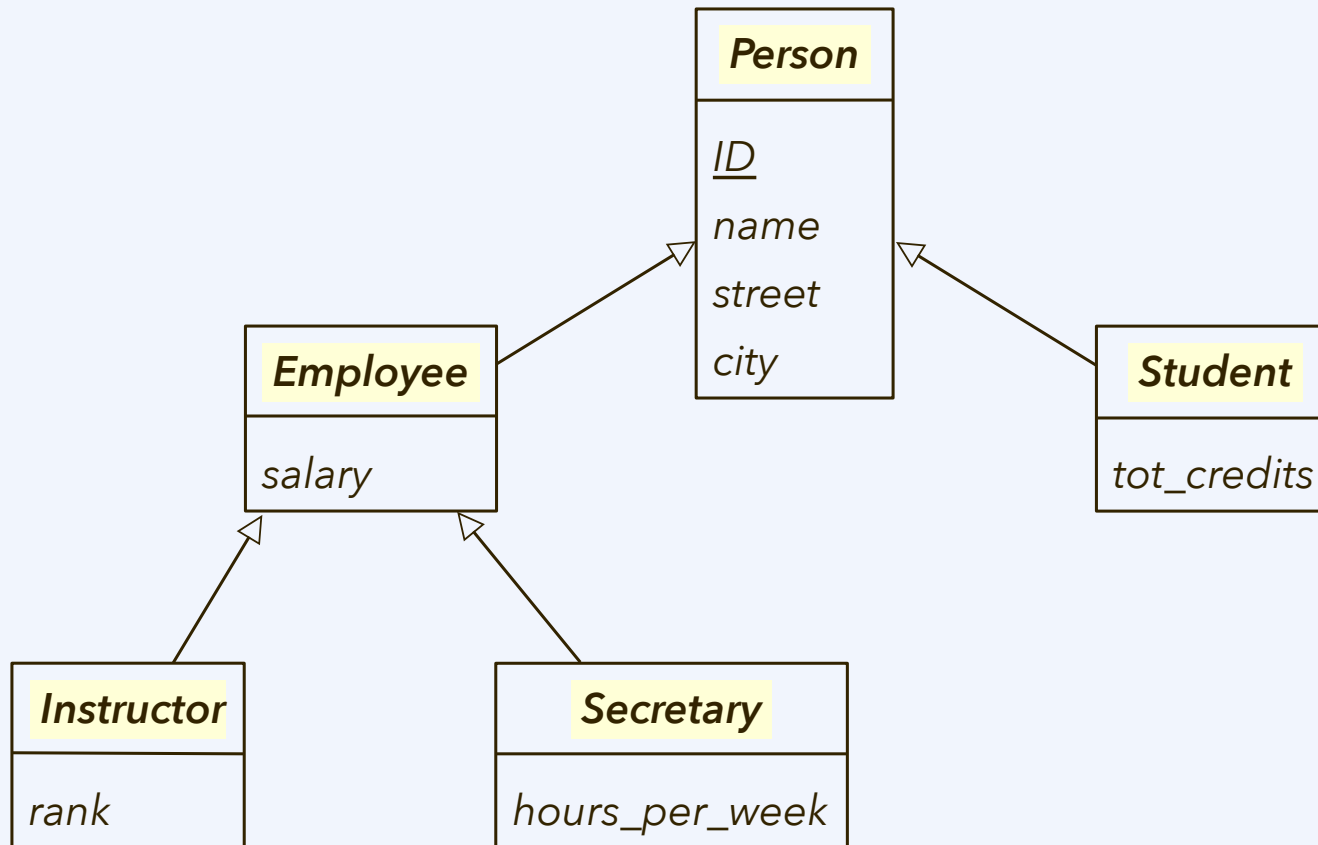 Person
ID
name
street
city
Employee
salary
Student
tot_credits
Instructor
rank
Secretary
hours_per_week